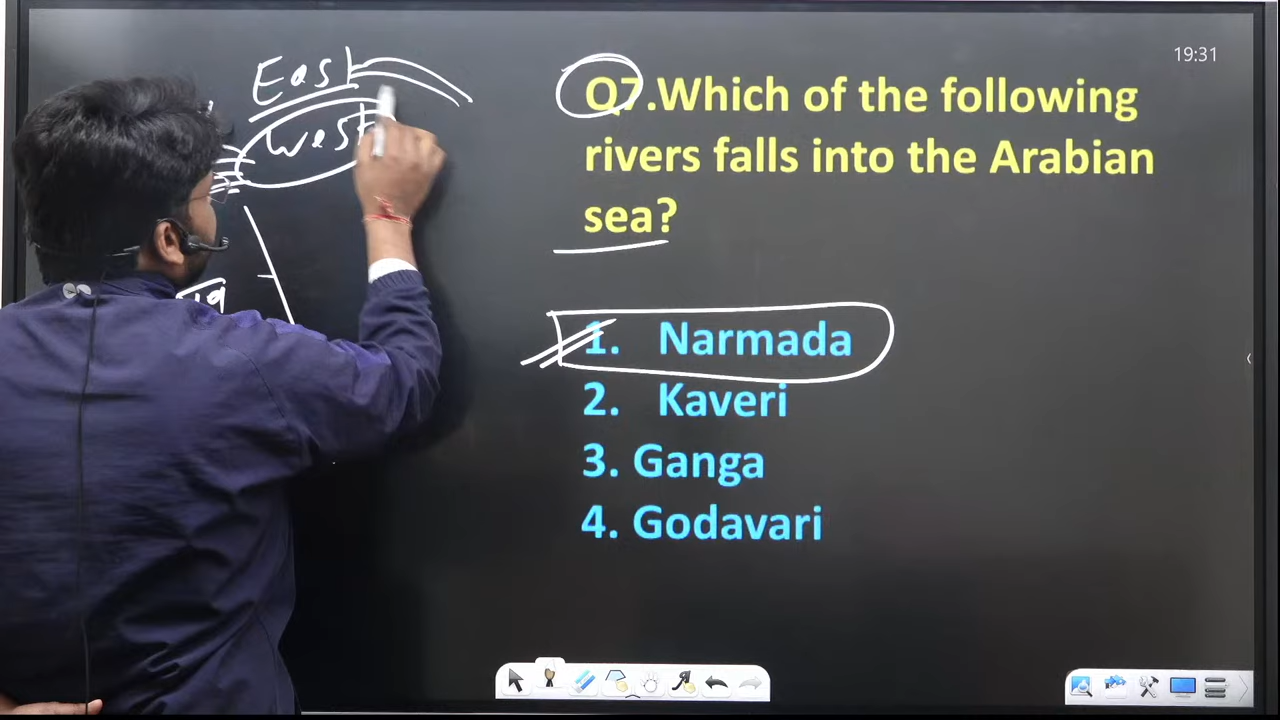 19:31
East
West
Q7.Which of the following
rivers falls into the Arabian
sea?
1. Narmada
2. Kaveri
3. Ganga
4. Godavari